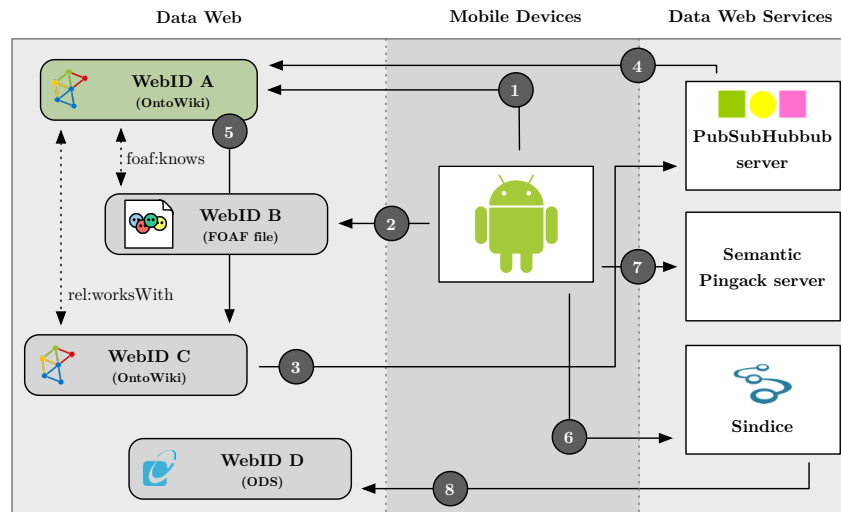 Data Web
Mobile Devices
Data Web Services
WebID A
(OntoWiki)
4
1
5
foaf:knows
PubSubHubbub
server
WebID B
(FOAF file)
2
Semantic
Pingack server
7
rel:worksWith
WebID C
(OntoWiki)
3
Sindice
6
WebID D
(ODS)
8